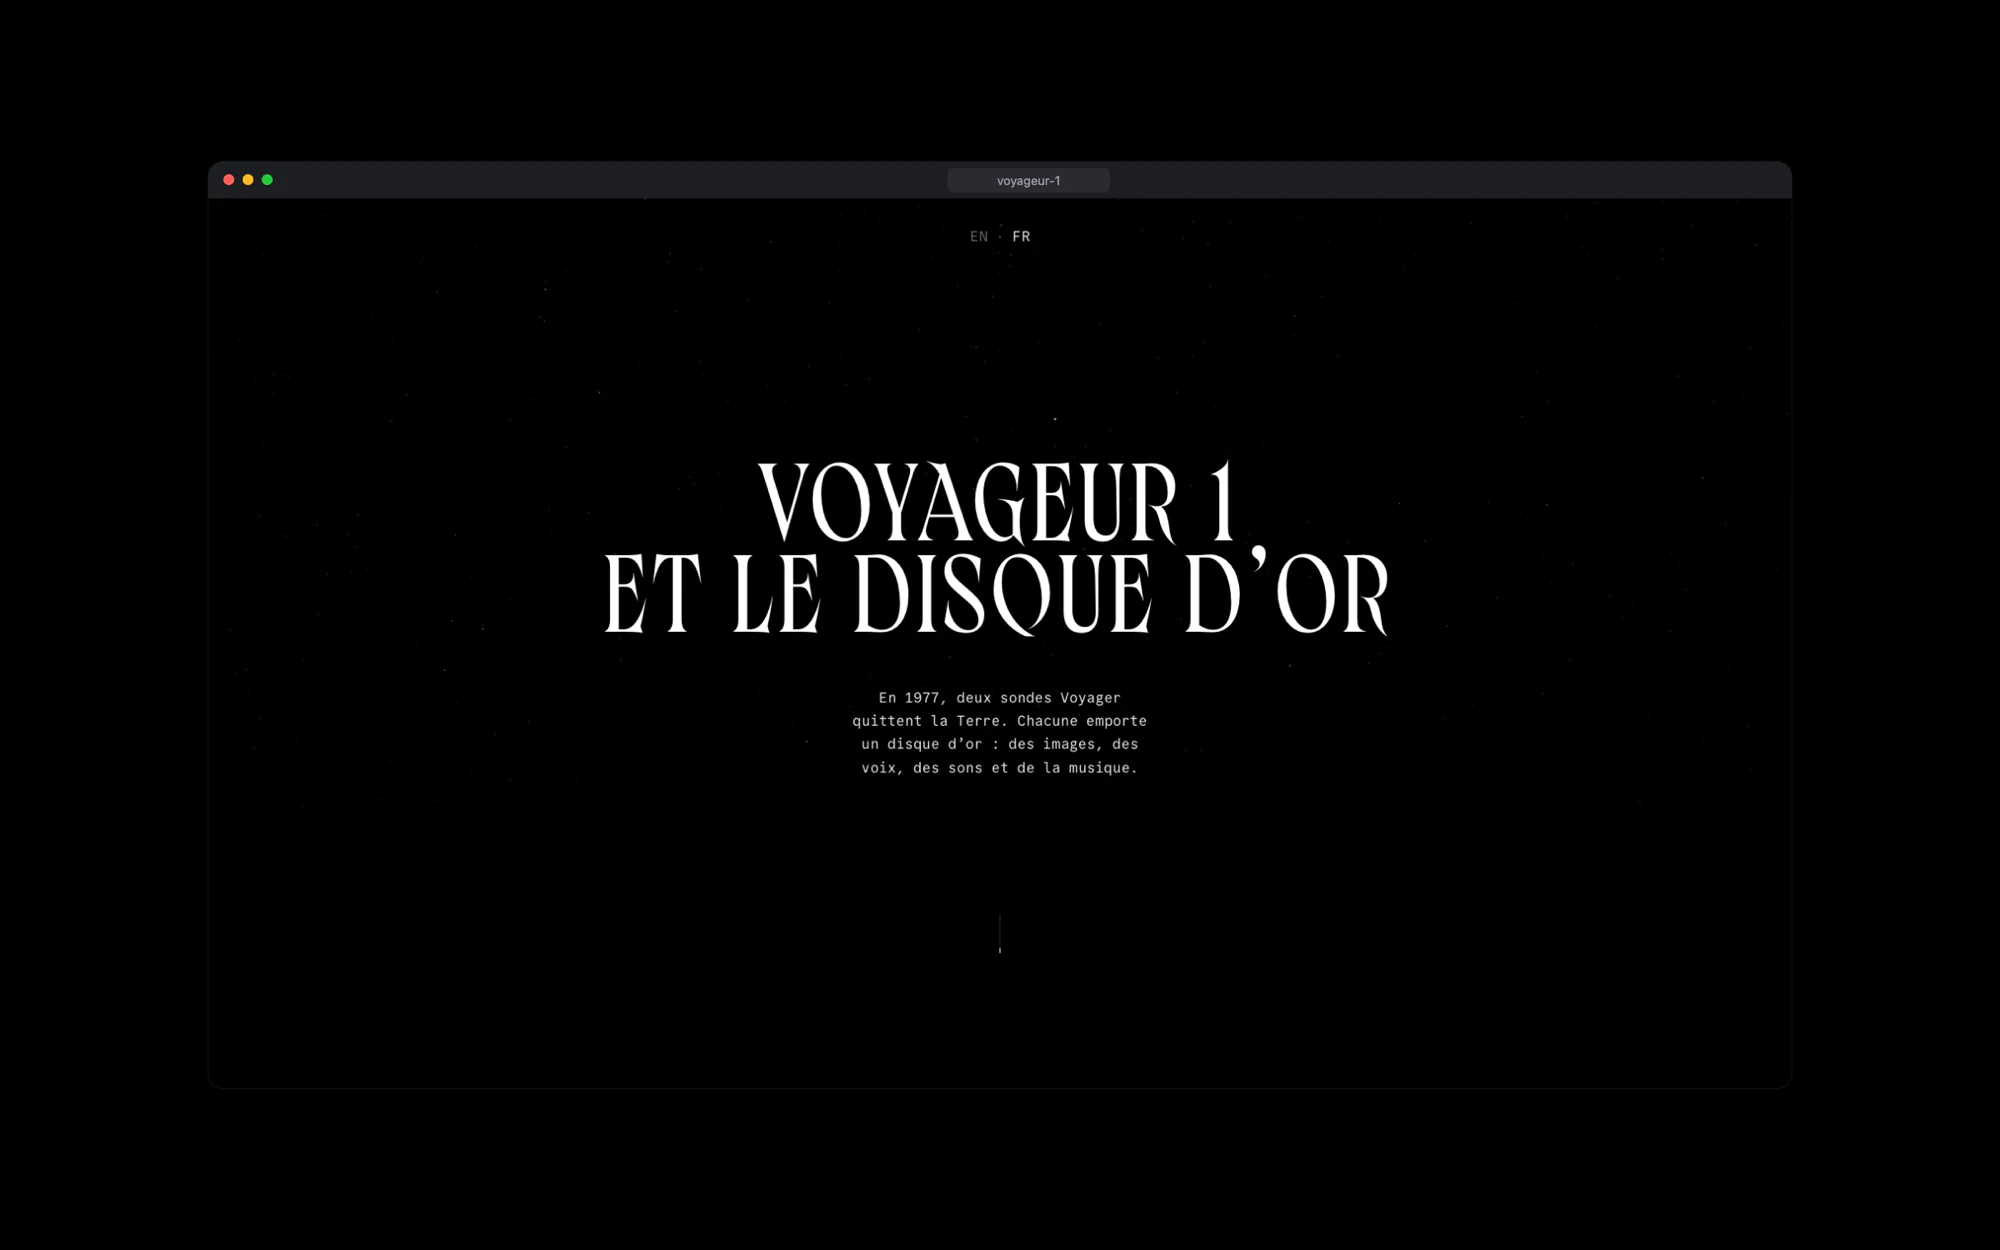 voyageur-1
EN · FR
VOYAGEUR 1
ET LE DISQUE D’OR
En 1977, deux sondes Voyager
quittent la Terre. Chacune emporte
un disque d’or : des images, des
voix, des sons et de la musique.